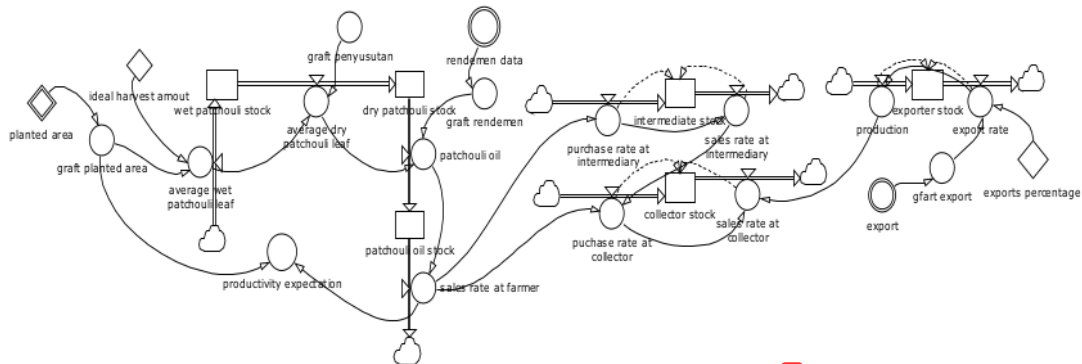 graft penyusutan
rendemen data
ideal harvest amout
wet patchouli stock
dry patchouli stock
planted area
average dry
patchouli leaf
graft rendemen
graft planted area
patchouli oil
average wet
patchouli leaf
intermediate stock
purchase rate at
intermediary
sales rate at
intermediary
exporter stock
production
export rate
collector stock
puchase rate at
collector
sales rate at
collector
gfart export
exports percentage
export
patchouli oil stock
productivity expectation
sales rate at farmer